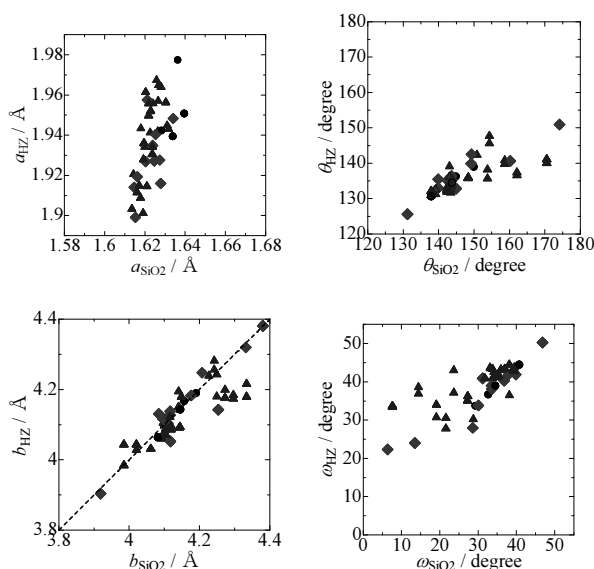 1.98
1.96
1.94
1.92
1.9
a_HZ / Å
1.58 1.6 1.62 1.64 1.66 1.68
a_SiO2 / Å
180
170
160
150
140
130
120
θ_HZ / degree
120 130 140 150 160 170 180
θ_SiO2 / degree
4.4
4.2
4
3.8
b_HZ / Å
3.8 4 4.2 4.4
b_SiO2 / Å
50
40
30
20
10
0
ω_HZ / degree
0 10 20 30 40 50
ω_SiO2 / degree